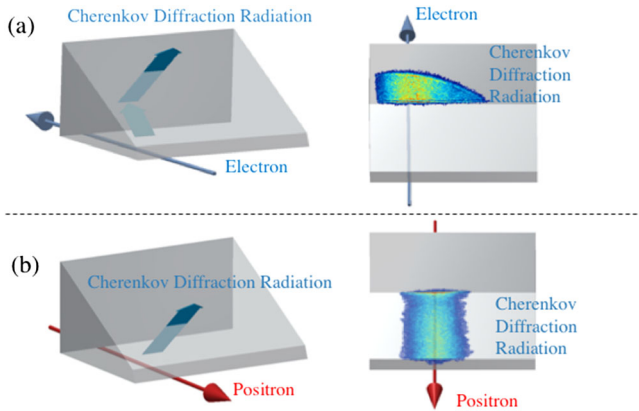 (a)
Cherenkov Diffraction Radiation
Electron
Electron
Cherenkov
Diffraction
Radiation
(b)
Cherenkov Diffraction Radiation
Positron
Cherenkov
Diffraction
Radiation
Positron